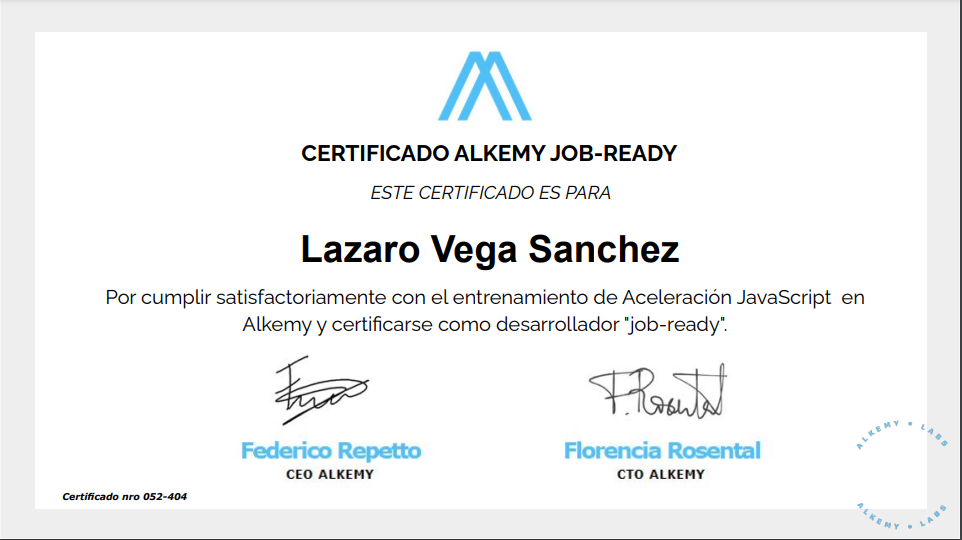 CERTIFICADO ALKEMY JOB-READY
ESTE CERTIFICADO ES PARA
Lazaro Vega Sanchez
Por cumplir satisfactoriamente con el entrenamiento de Aceleración JavaScript en
Alkemy y certificarse como desarrollador "job-ready".
F.Rosental
Federico Repetto
Florencia Rosental
CEO ALKEMY
CTO ALKEMY
ALKEMY • LABS
Certificado nro 052-404
ALKEMY • LABS